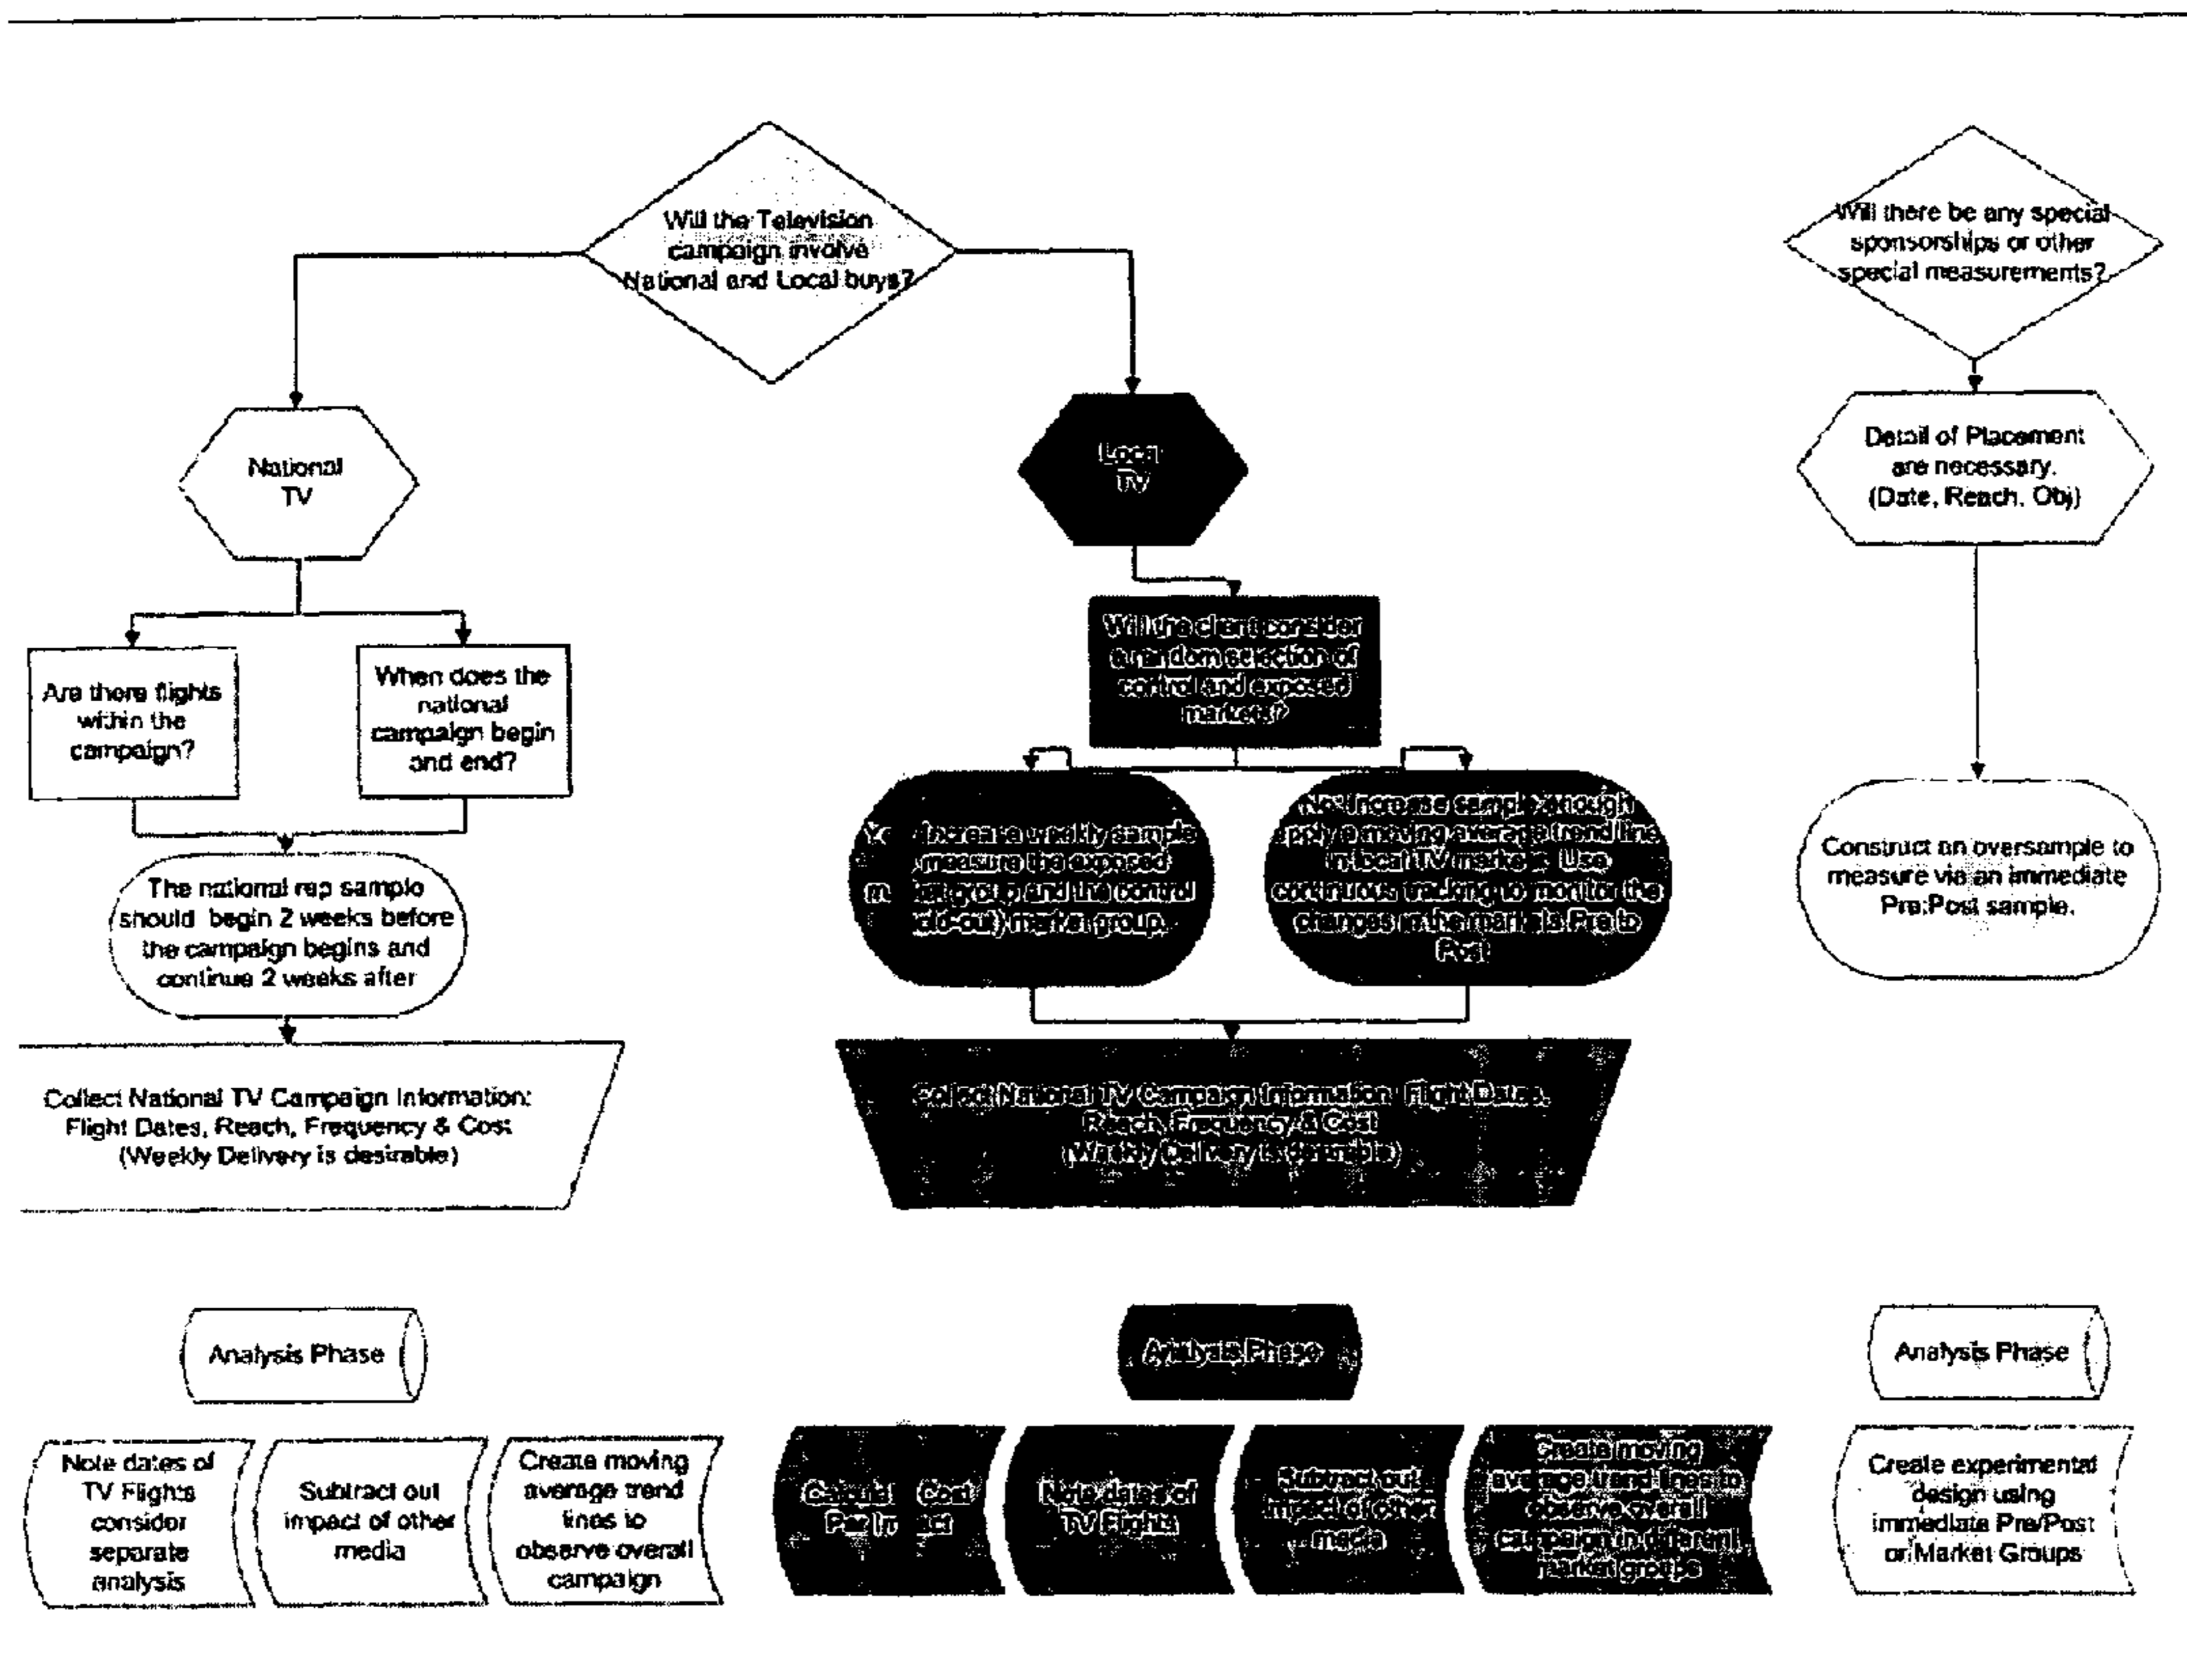 Will the Television
campaign involve
National and Local buys?
Will there be any special
sponsorships or other
special measurements?
National
TV
Local
TV
Detail of Placement
are necessary.
(Date, Reach, Obj)
Are there flights
within the
campaign?
When does the
national
campaign begin
and end?
Will the client consider
a random selection of
control and exposed
markets?
The national rep sample
should begin 2 weeks before
the campaign begins and
continue 2 weeks after
increase weekly sample
measure the exposed
group and the control
market group.
No: Increase sample enough
apply a moving average trend line
in local TV markets. Use
continuous tracking to monitor the
changes in the markets Pre to
Post
Construct an oversample to
measure via an immediate
Pre:Post sample.
Collect National TV Campaign Information:
Flight Dates, Reach, Frequency & Cost
(Weekly Delivery is desirable)
Collect National TV Campaign Information: Flight Dates,
Reach, Frequency & Cost
(Weekly Delivery is desirable)
Analysis Phase
Analysis Phase
Analysis Phase
Note dates of
TV Flights
consider
separate
analysis
Subtract out
impact of other
media
Create moving
average trend
lines to
observe overall
campaign
Cost
Per
Note dates of
TV Flights
Subtract out
impact of other
media
Create moving
average trend lines to
observe overall
campaign in different
market groups
Create experimental
design using
immediate Pre/Post
or Market Groups